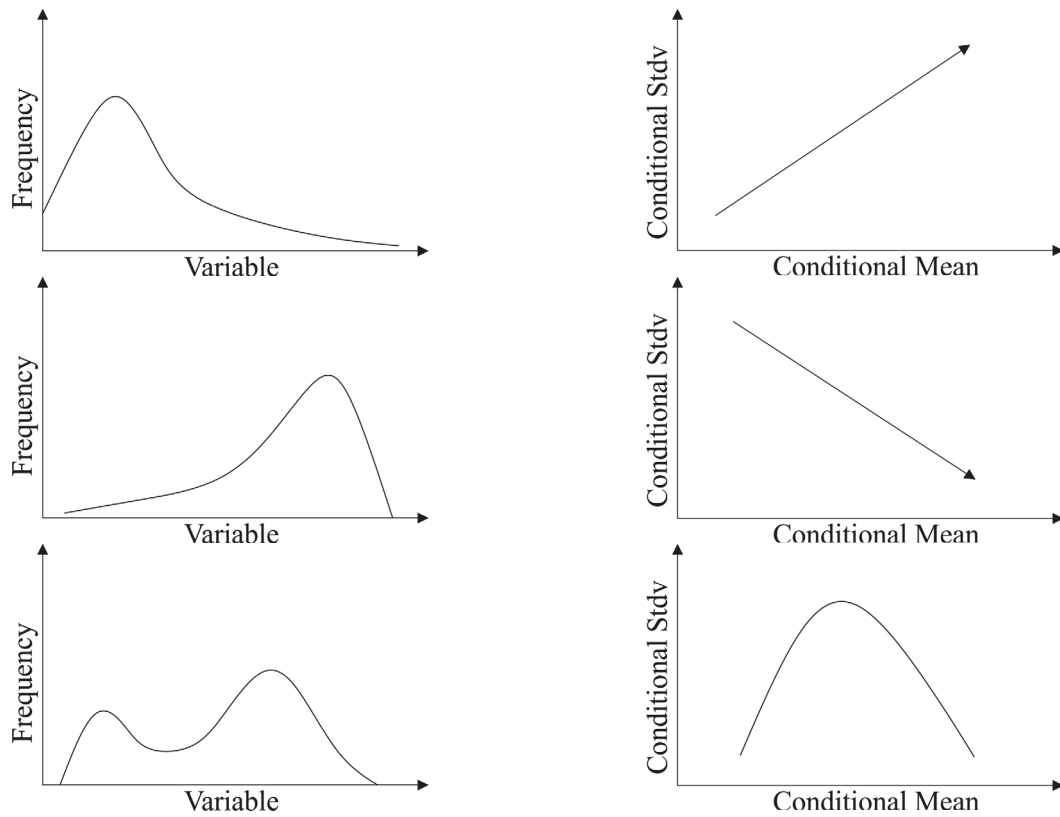 Frequency
Variable
Conditional Stdv
Conditional Mean
Frequency
Variable
Conditional Stdv
Conditional Mean
Frequency
Variable
Conditional Stdv
Conditional Mean